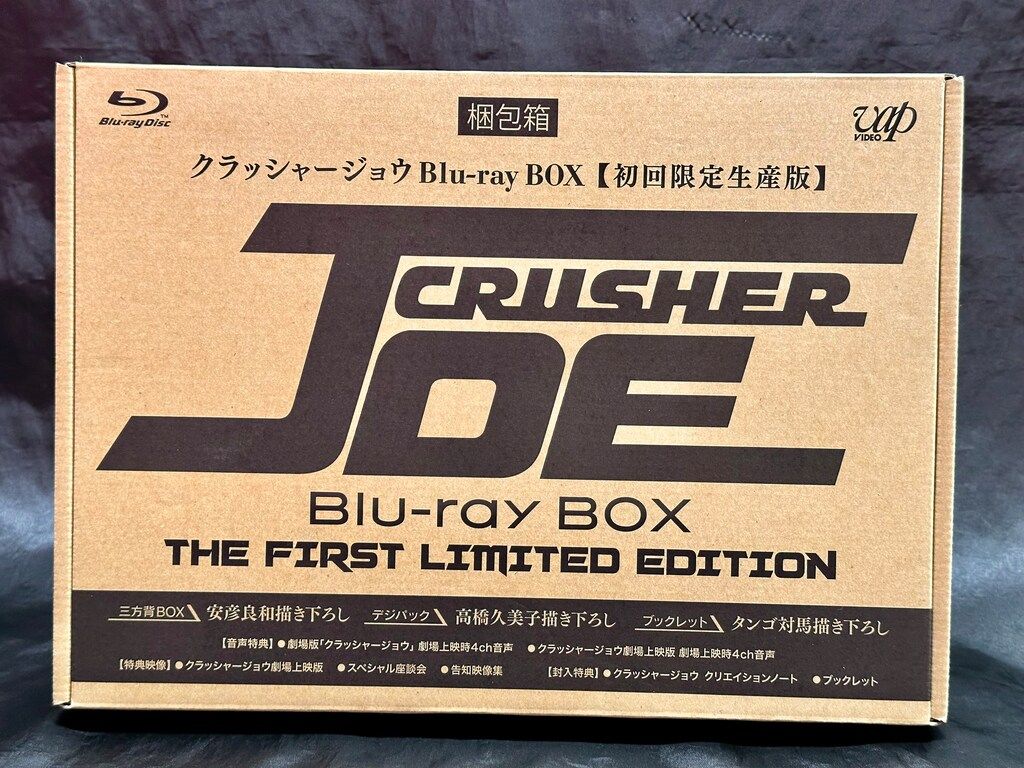 Blu-ray Disc™
梱包箱
vap VIDEO
クラッシャージョウ Blu-ray BOX【初回限定生産版】
CRUSHER
JOE
Blu-ray BOX
THE FIRST LIMITED EDITION
三方背BOX 安彦良和描き下ろし デジパック 高橋久美子描き下ろし ブックレット タンゴ対馬描き下ろし
【音声特典】●劇場版「クラッシャージョウ」劇場上映時4ch音声 ●クラッシャージョウ劇場上映版 劇場上映時4ch音声
【特典映像】●クラッシャージョウ劇場上映版 ●スペシャル座談会 ●告知映像集 【封入特典】●クラッシャージョウ クリエイションノート ●ブックレット